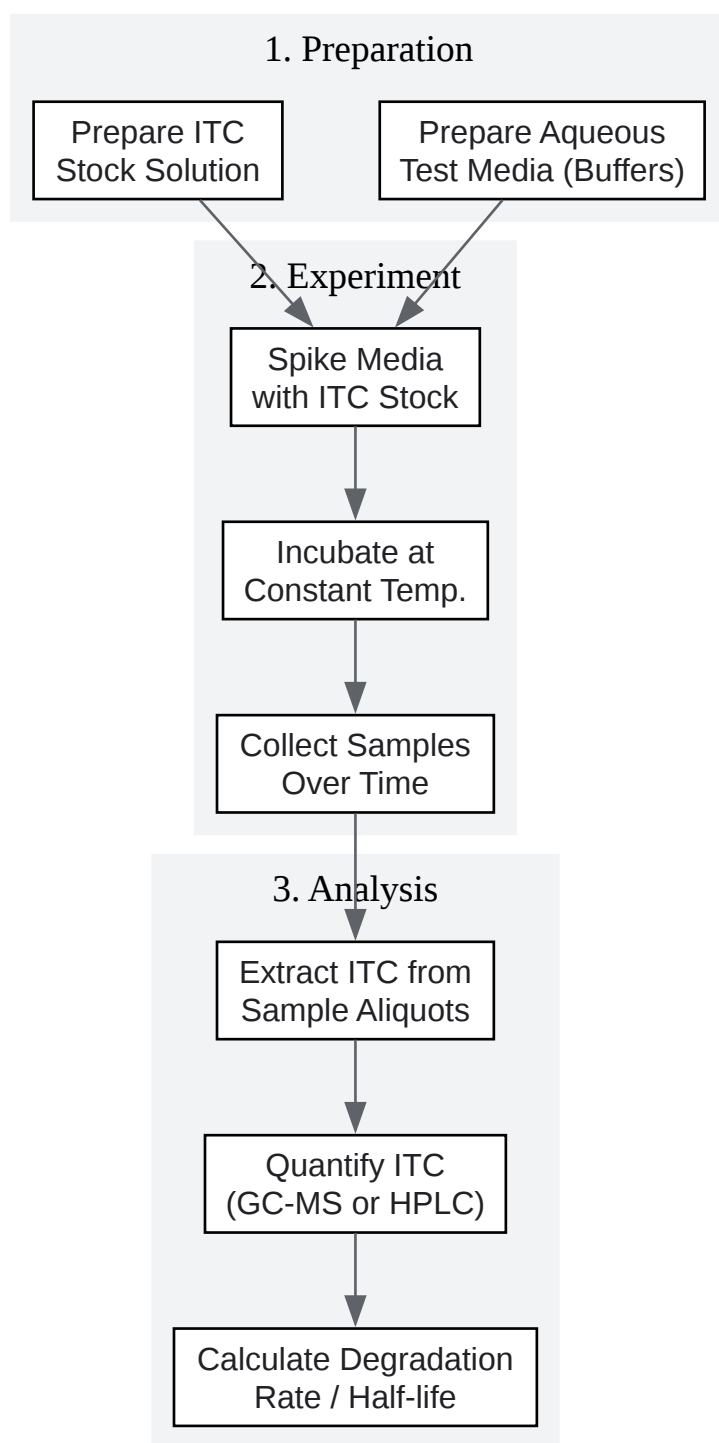 1. Preparation
Prepare ITC
Stock Solution
Prepare Aqueous
Test Media (Buffers)
2. Experiment
Spike Media
with ITC Stock
Incubate at
Constant Temp.
Collect Samples
Over Time
3. Analysis
Extract ITC from
Sample Aliquots
Quantify ITC
(GC-MS or HPLC)
Calculate Degradation
Rate / Half-life